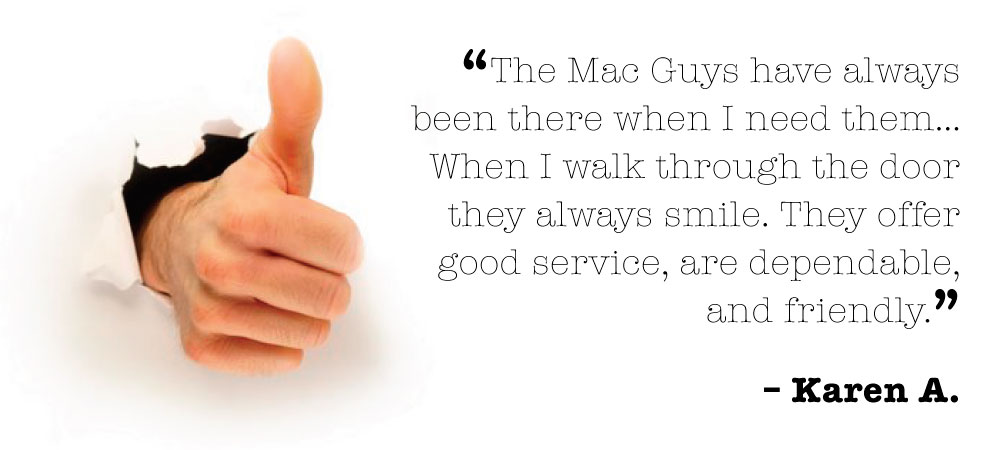 “The Mac Guys have always
been there when I need them...
When I walk through the door
they always smile. They offer
good service, are dependable,
and friendly.”
– Karen A.